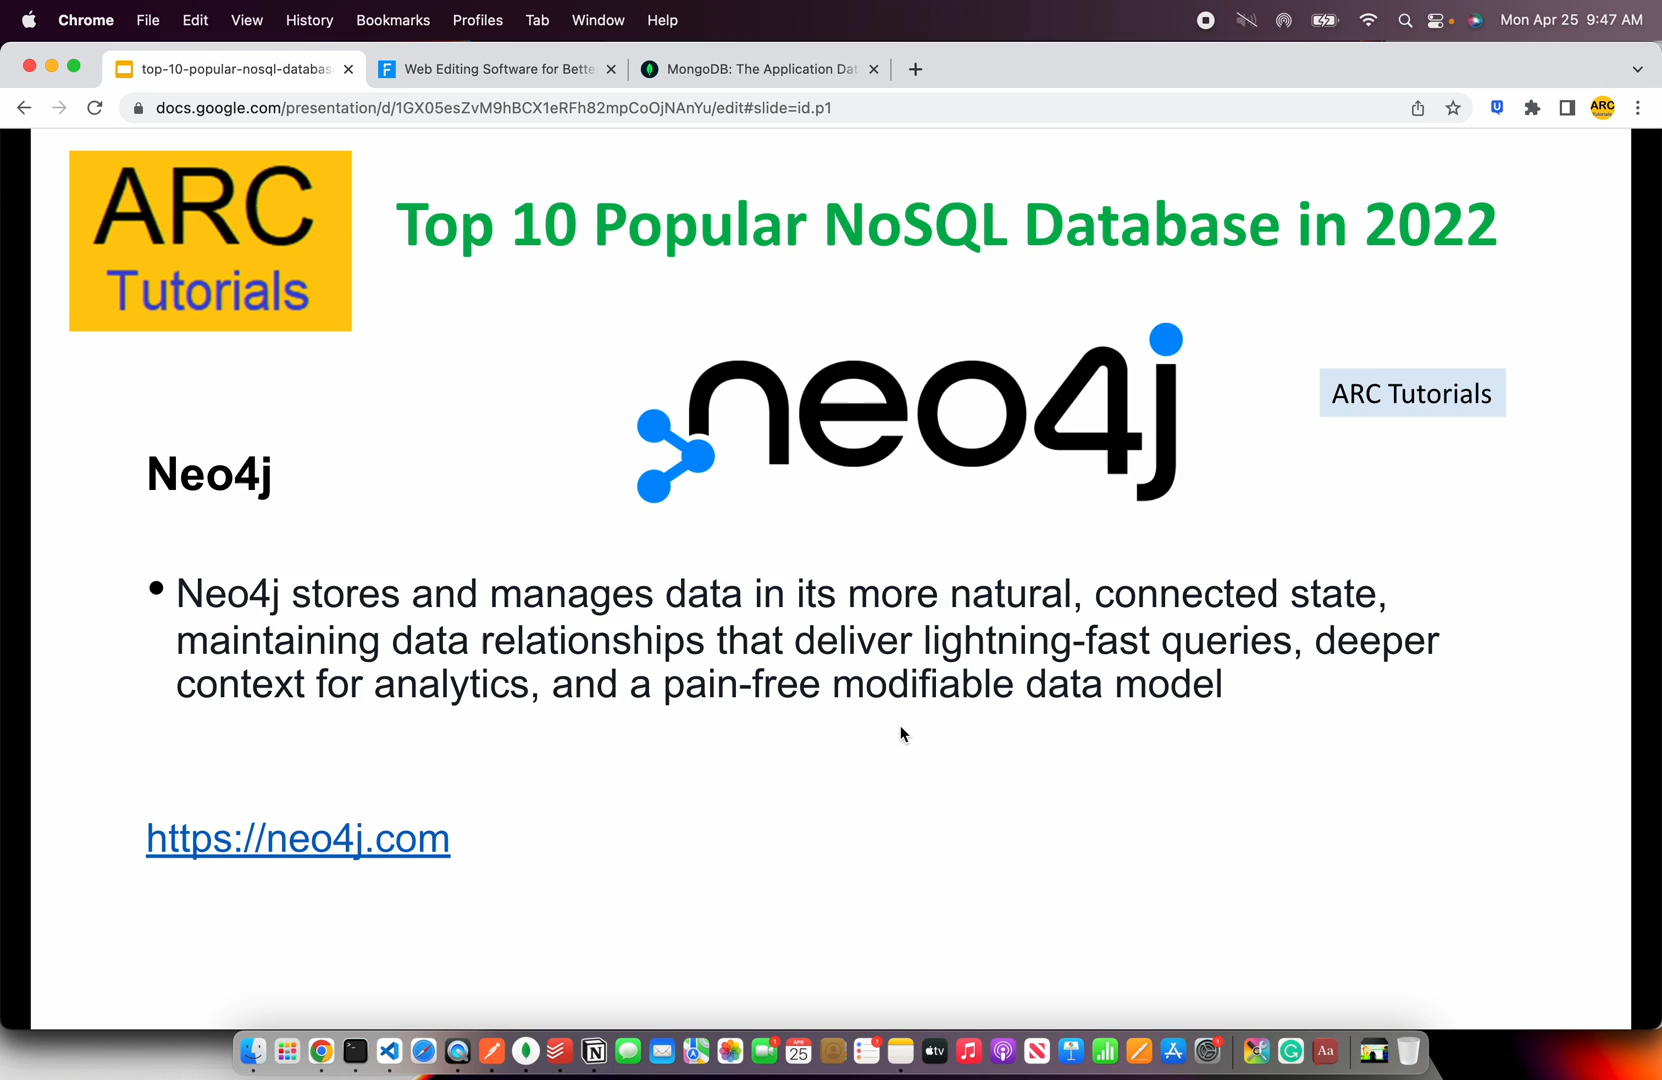 Chrome File Edit View History Bookmarks Profiles Tab Window Help Mon Apr 25 9:47 AM
top-10-popular-nosql-databas Web Editing Software for Bette MongoDB: The Application Dat
docs.google.com/presentation/d/1GX05esZvM9hBCX1eRFh82mpCoOjNAnYu/edit#slide=id.p1
ARC
Tutorials
Top 10 Popular NoSQL Database in 2022
neo4j
ARC Tutorials
Neo4j
• Neo4j stores and manages data in its more natural, connected state,
maintaining data relationships that deliver lightning-fast queries, deeper
context for analytics, and a pain-free modifiable data model
https://neo4j.com
APR
25
tv
Aa